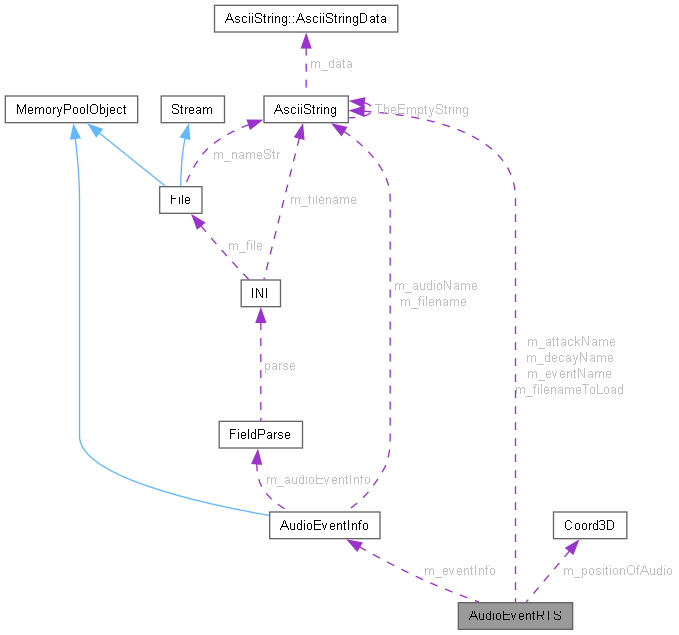 AsciiString::AsciiStringData
m_data
MemoryPoolObject
Stream
AsciiString
TheEmptyString
m_nameStr
File
m_filename
m_file
INI
m_audioName
m_filename
m_attackName
m_decayName
m_eventName
m_filenameToLoad
parse
FieldParse
m_audioEventInfo
AudioEventInfo
Coord3D
m_eventInfo
m_positionOfAudio
AudioEventRTS